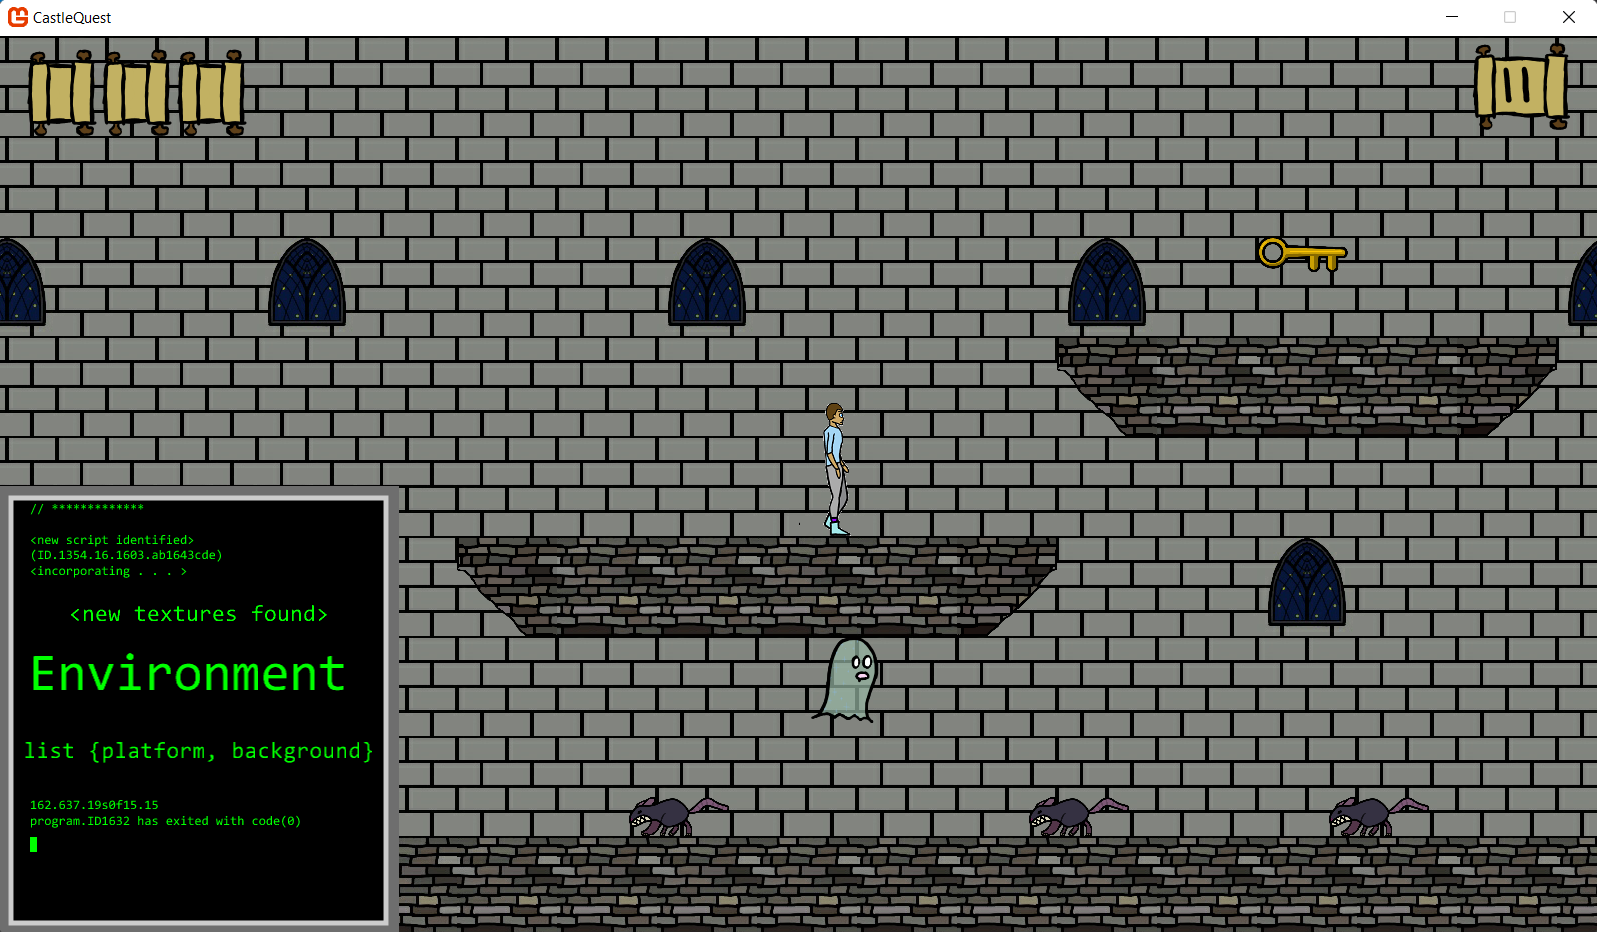 CastleQuest
// *************
<new script identified>
(ID.1354.16.1603.ab1643cde)
<incorporating . . . >
<new textures found>
Environment
list {platform, background}
162.637.19s0f15.15
program.ID1632 has exited with code(0)